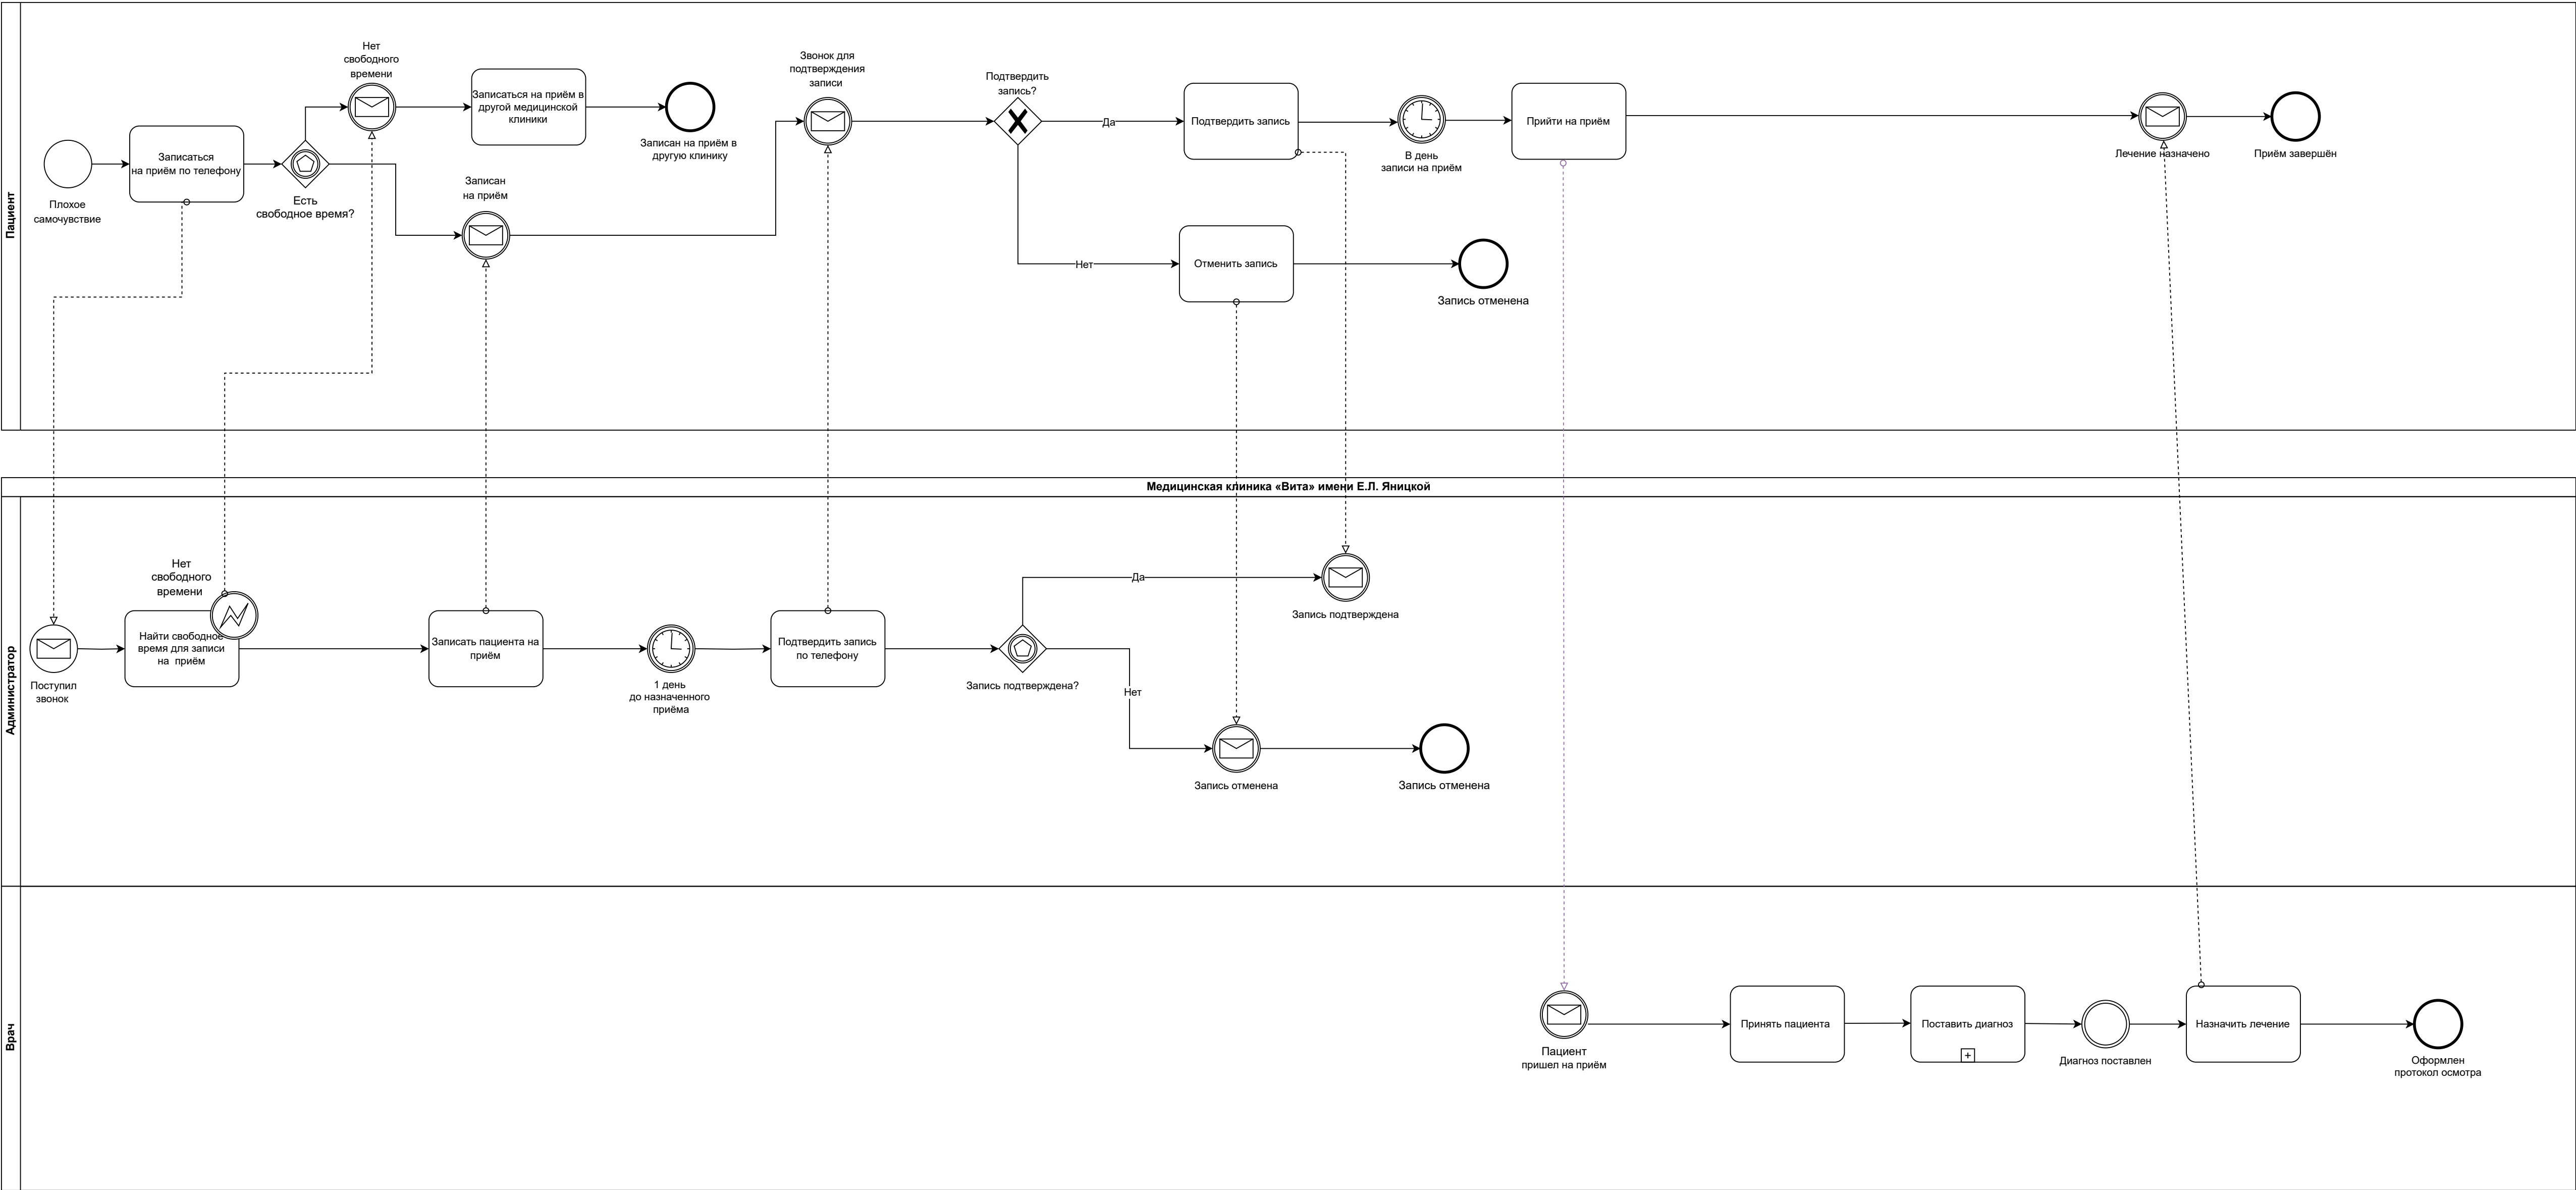 Пациент
Плохое
самочувствие
Записаться
на приём по телефону
Есть
свободное время?
Нет
свободного
времени
Записаться на приём в
другой медицинской
клиники
Записан на приём в
другую клинику
Записан
на приём
Звонок для
подтверждения
записи
Подтвердить
запись?
Да
Подтвердить запись
В день
записи на приём
Прийти на приём
Лечение назначено
Приём завершён
Нет
Отменить запись
Запись отменена
Медицинская клиника «Вита» имени Е.Л. Яницкой
Администратор
Поступил
звонок
Нет
свободного
времени
Найти свободное
время для записи
на приём
Записать пациента на
приём
1 день
до назначенного
приёма
Подтвердить запись
по телефону
Запись подтверждена?
Да
Запись подтверждена
Нет
Запись отменена
Запись отменена
Врач
Пациент
пришел на приём
Принять пациента
Поставить диагноз
Диагноз поставлен
Назначить лечение
Оформлен
протокол осмотра